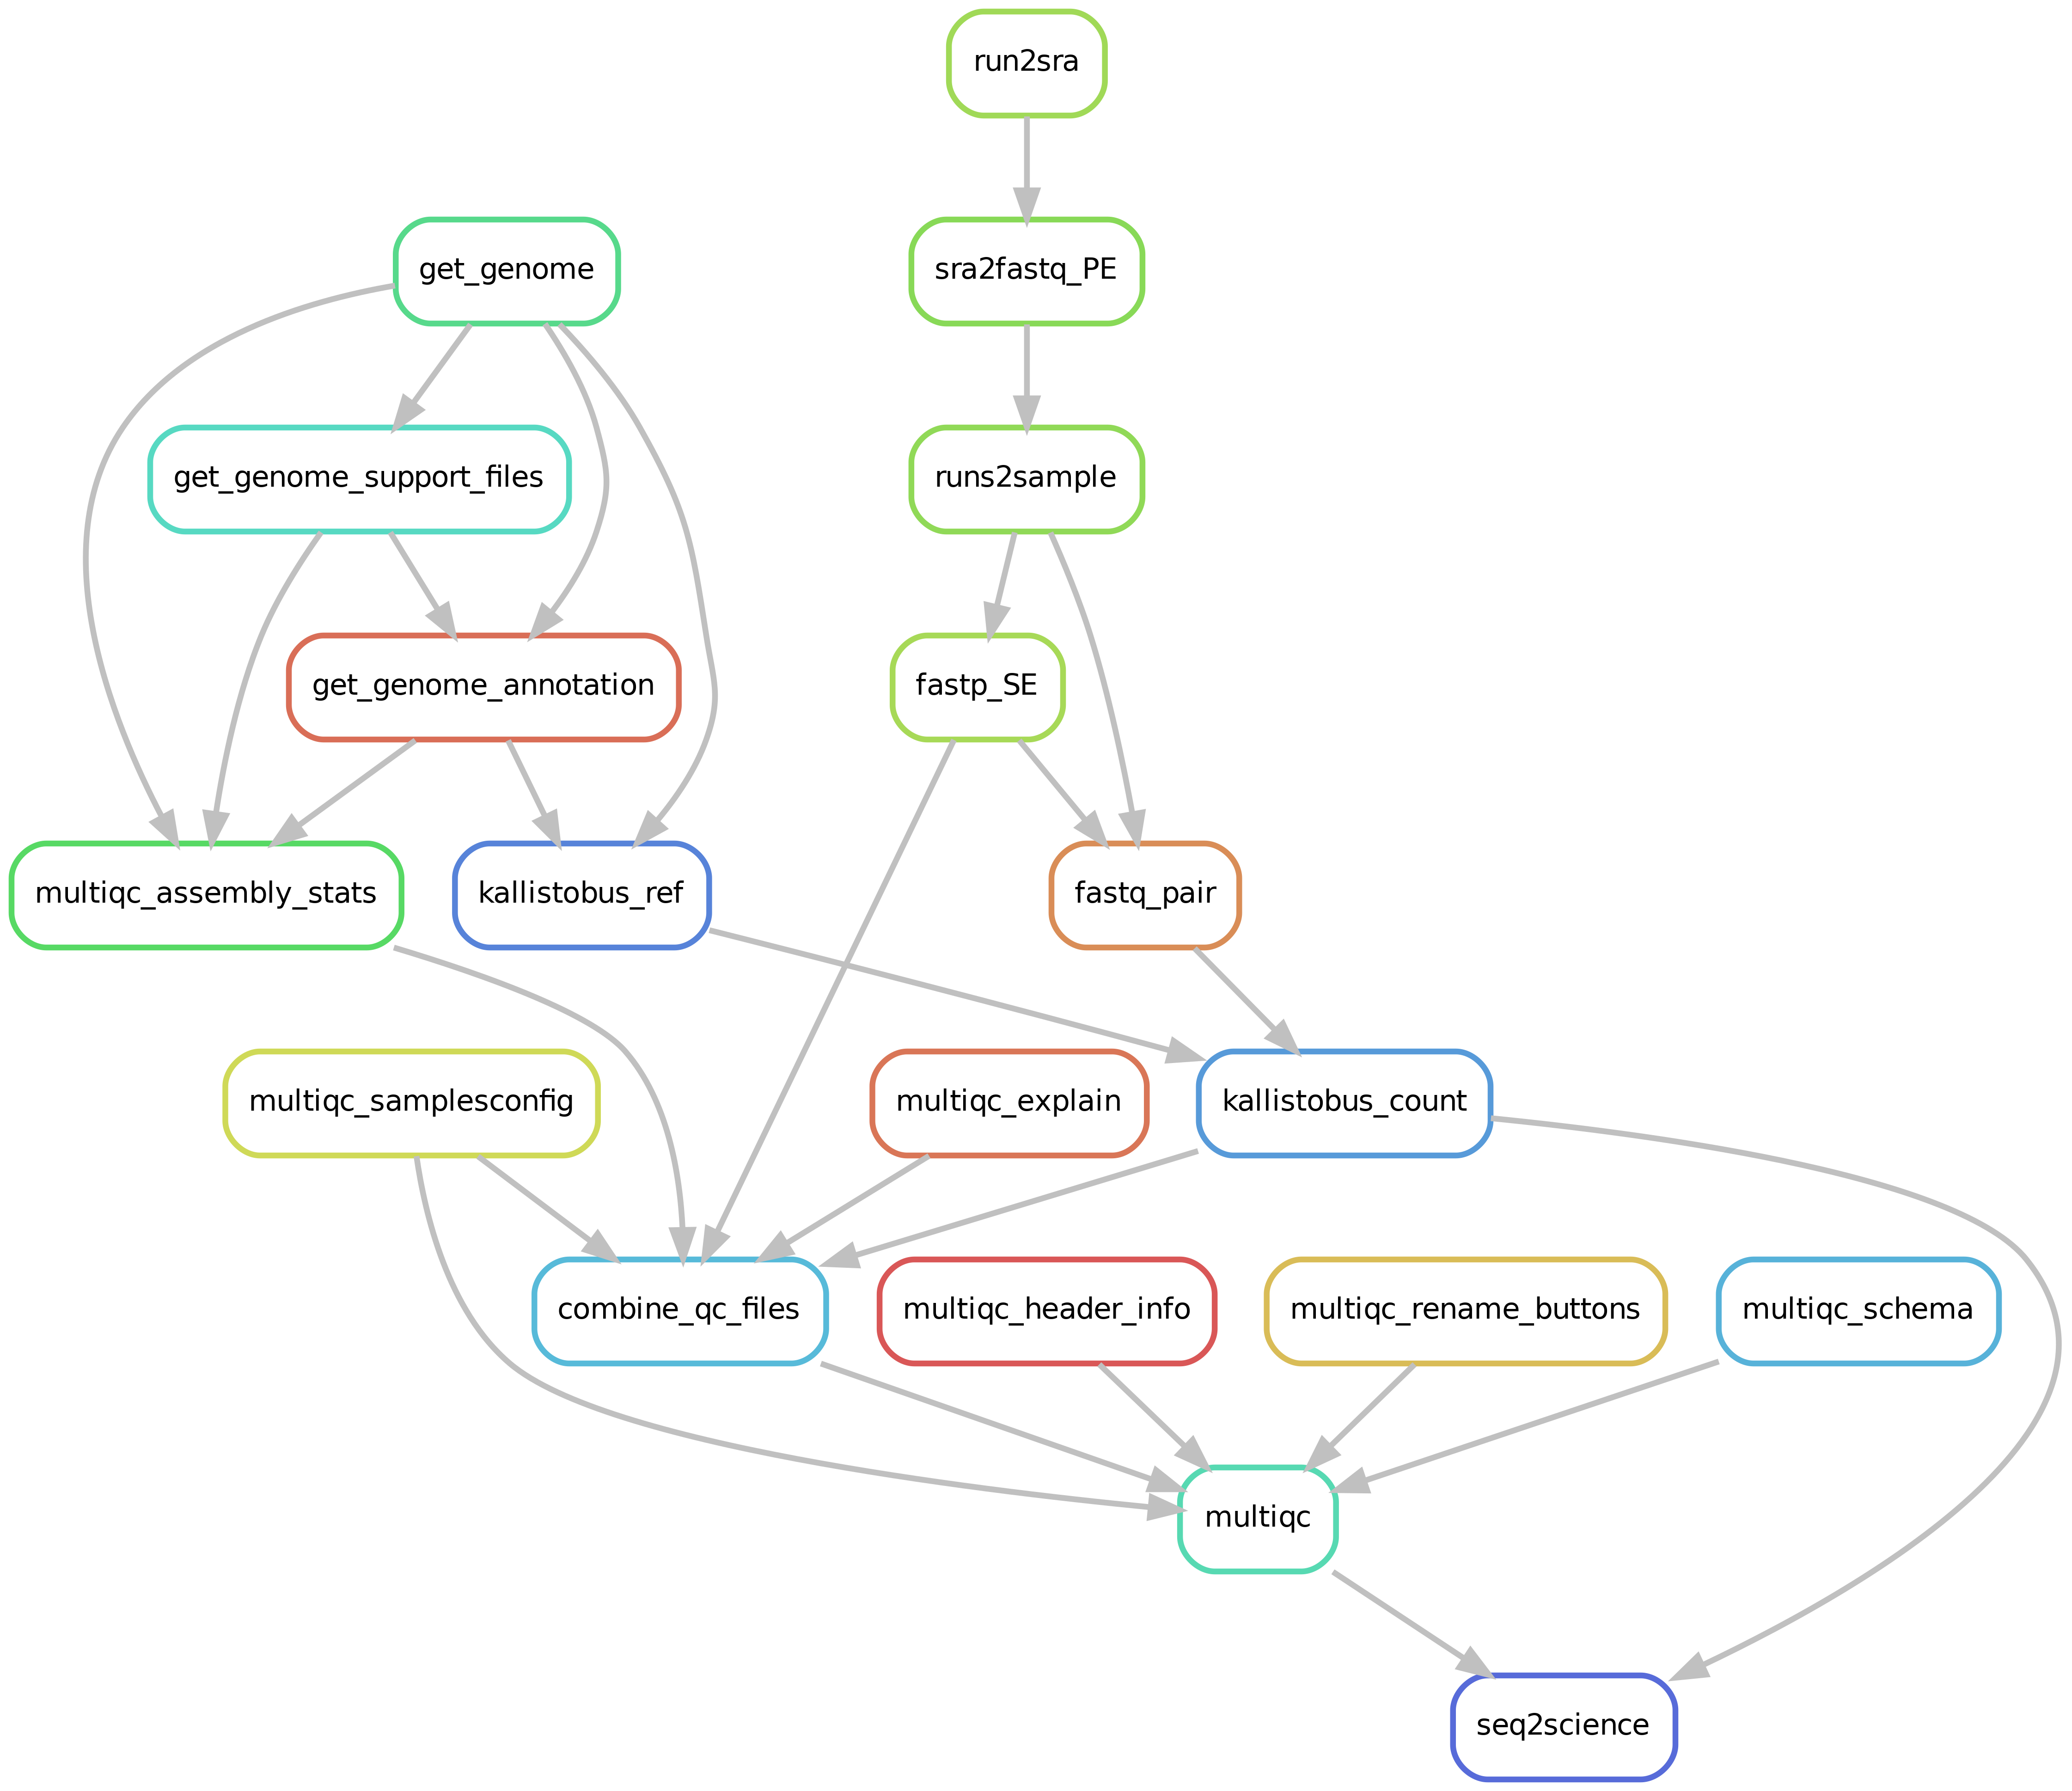 run2sra
get_genome
sra2fastq_PE
get_genome_support_files
runs2sample
get_genome_annotation
fastp_SE
multiqc_assembly_stats
kallistobus_ref
fastq_pair
multiqc_samplesconfig
multiqc_explain
kallistobus_count
combine_qc_files
multiqc_header_info
multiqc_rename_buttons
multiqc_schema
multiqc
seq2science